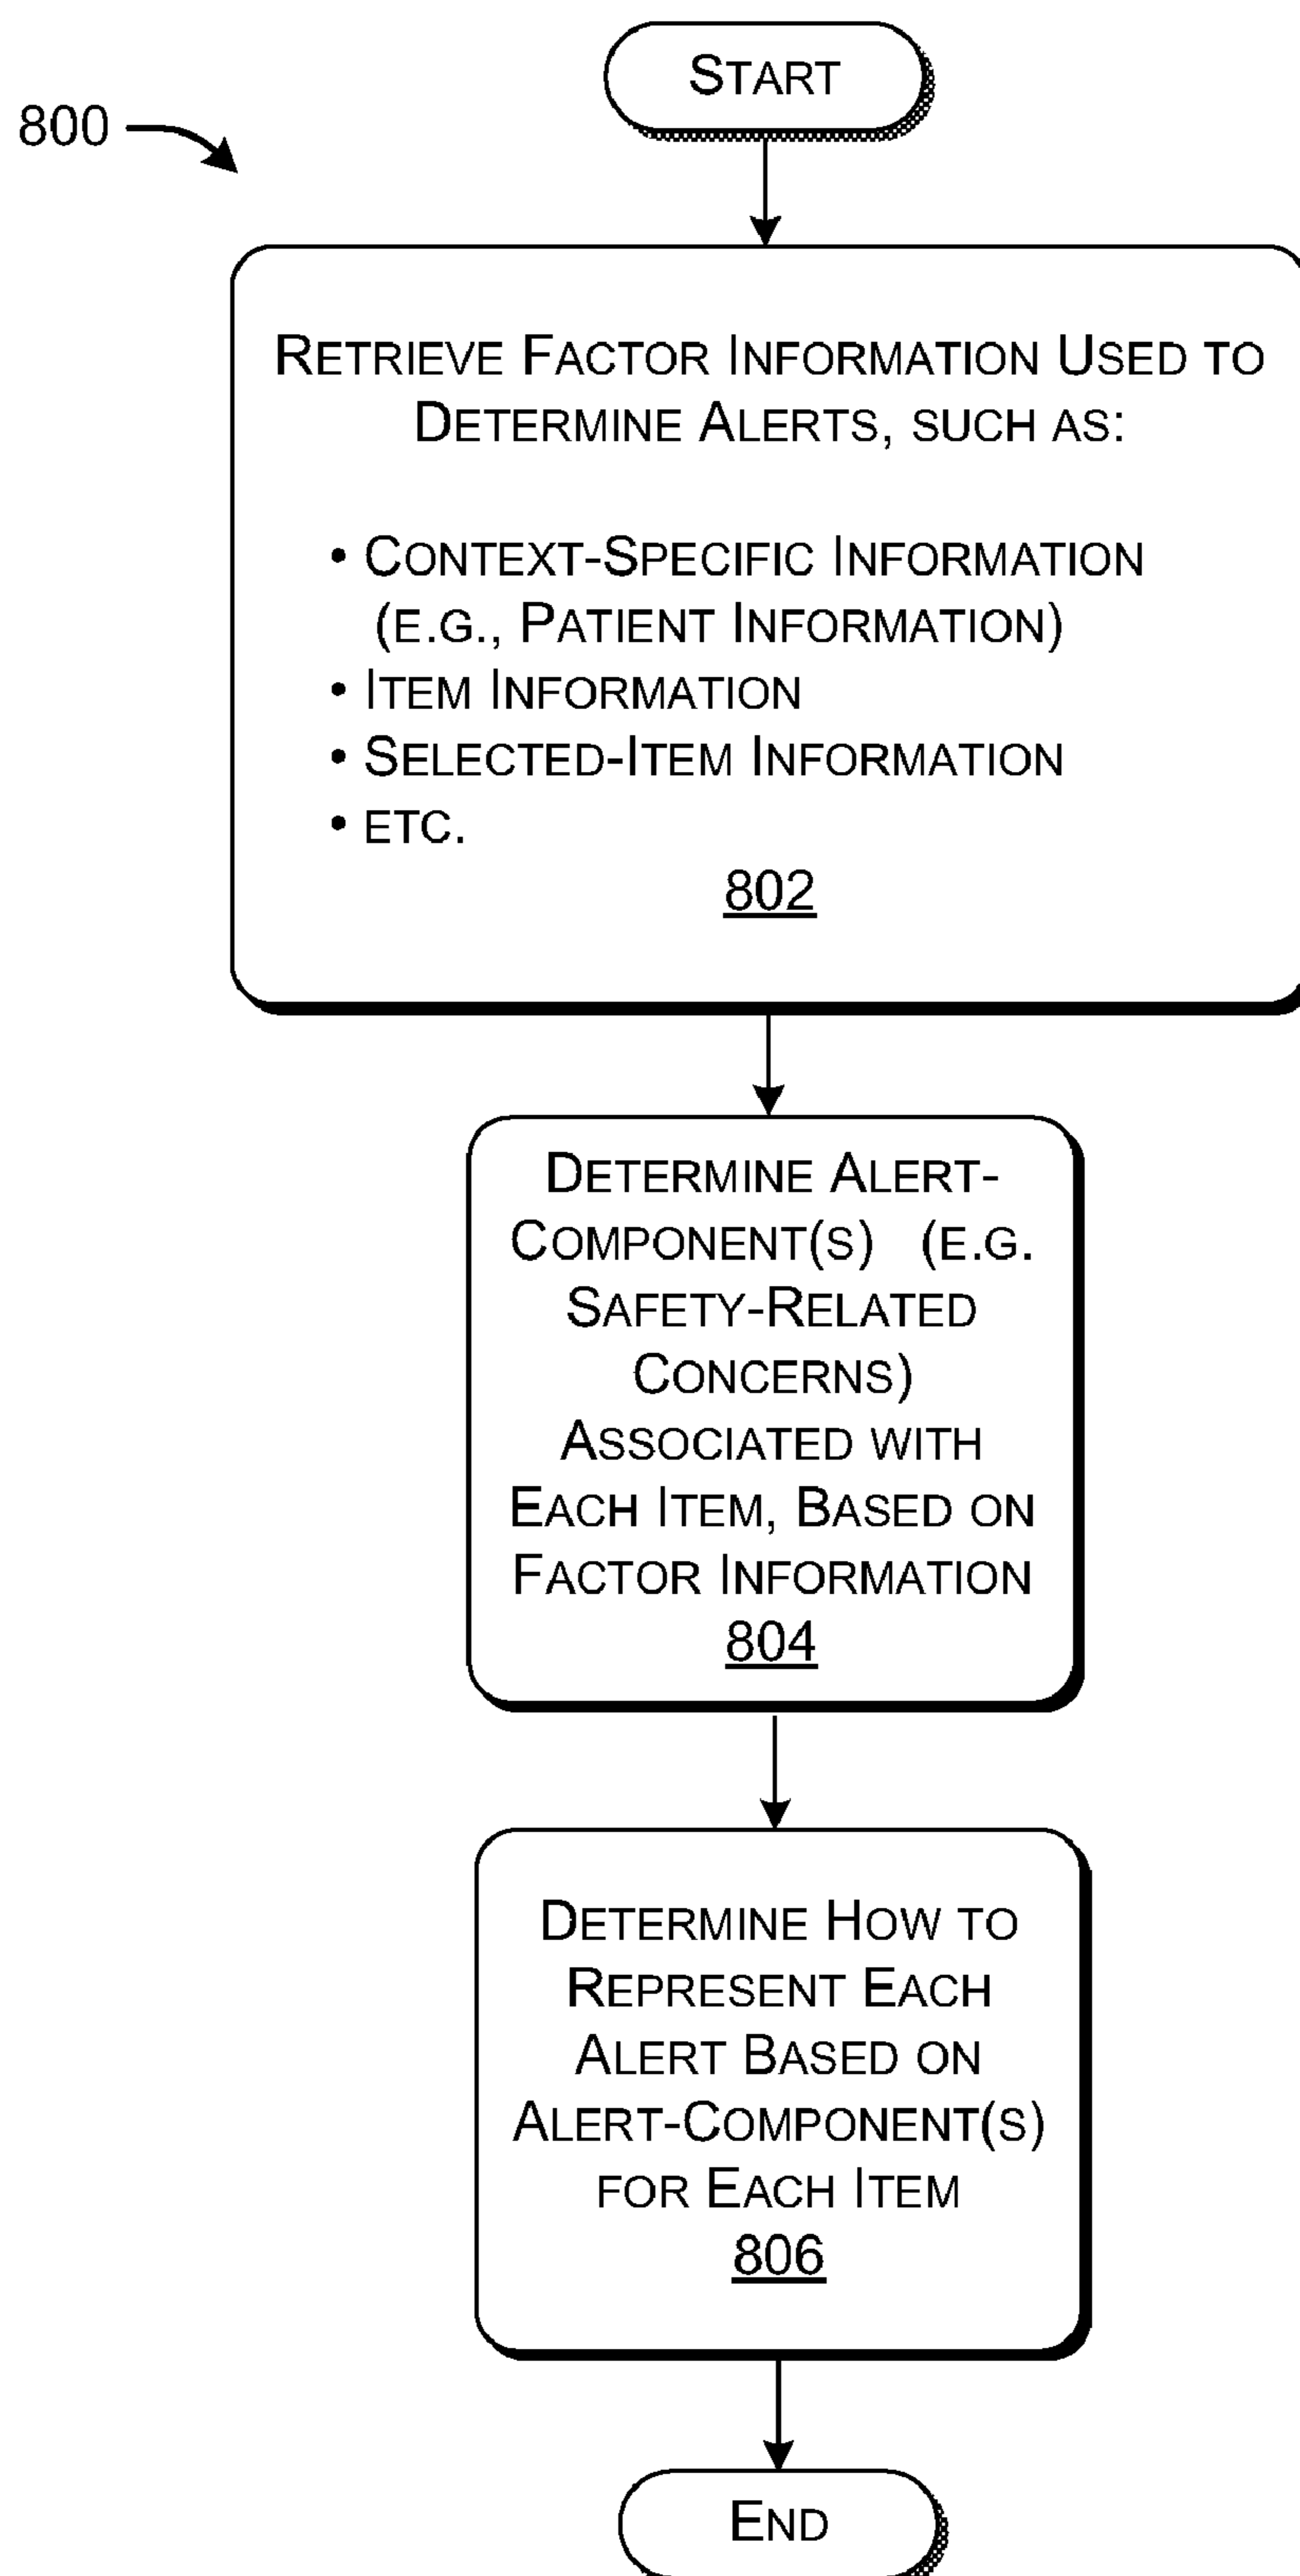 START
800
RETRIEVE FACTOR INFORMATION USED TO
DETERMINE ALERTS, SUCH AS:
• CONTEXT-SPECIFIC INFORMATION
(E.G., PATIENT INFORMATION)
• ITEM INFORMATION
• SELECTED-ITEM INFORMATION
• ETC.
802
DETERMINE ALERT-
COMPONENT(S) (E.G.
SAFETY-RELATED
CONCERNS)
ASSOCIATED WITH
EACH ITEM, BASED ON
FACTOR INFORMATION
804
DETERMINE HOW TO
REPRESENT EACH
ALERT BASED ON
ALERT-COMPONENT(S)
FOR EACH ITEM
806
END